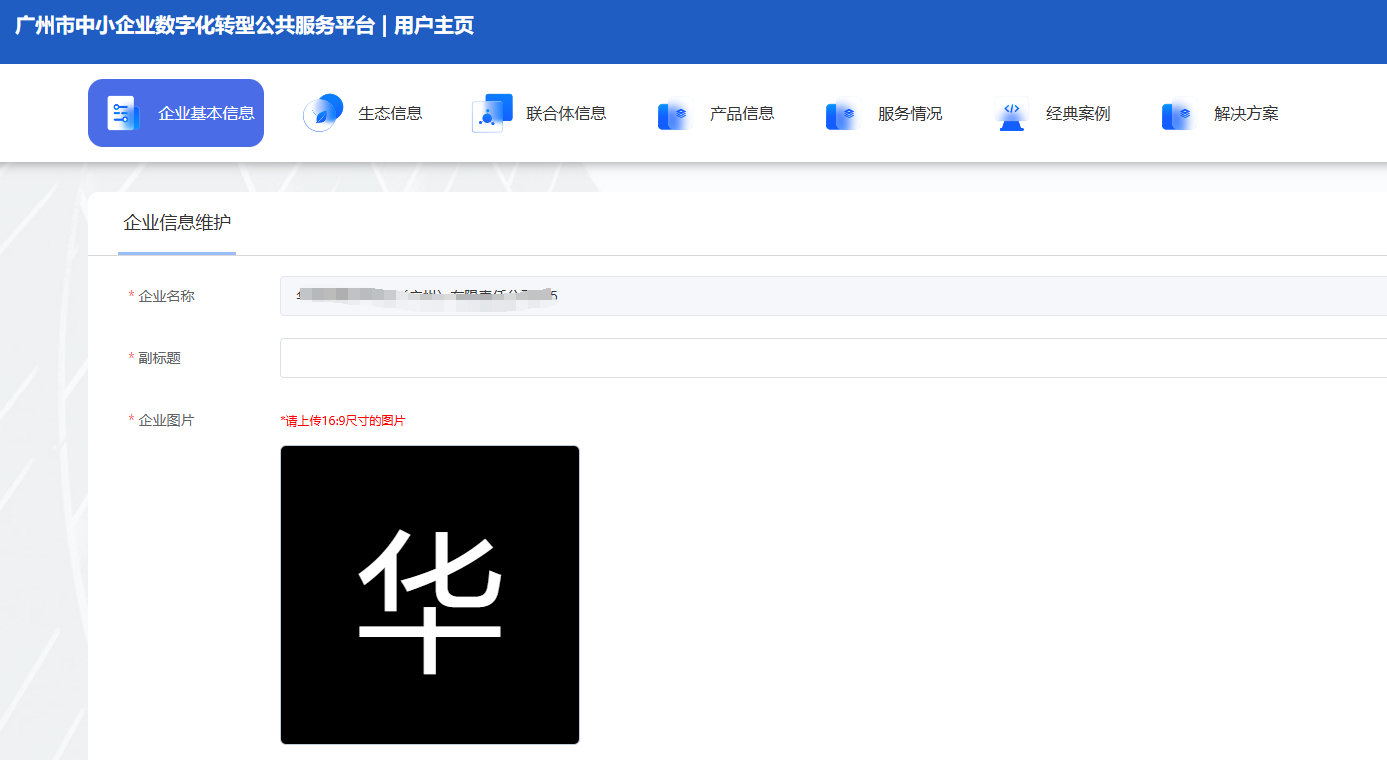 广州市中小企业数字化转型公共服务平台 | 用户主页
企业基本信息
生态信息
联合体信息
产品信息
服务情况
经典案例
解决方案
企业信息维护
* 企业名称
（广州）有限责任公司
* 副标题
* 企业图片
*请上传16:9尺寸的图片
华